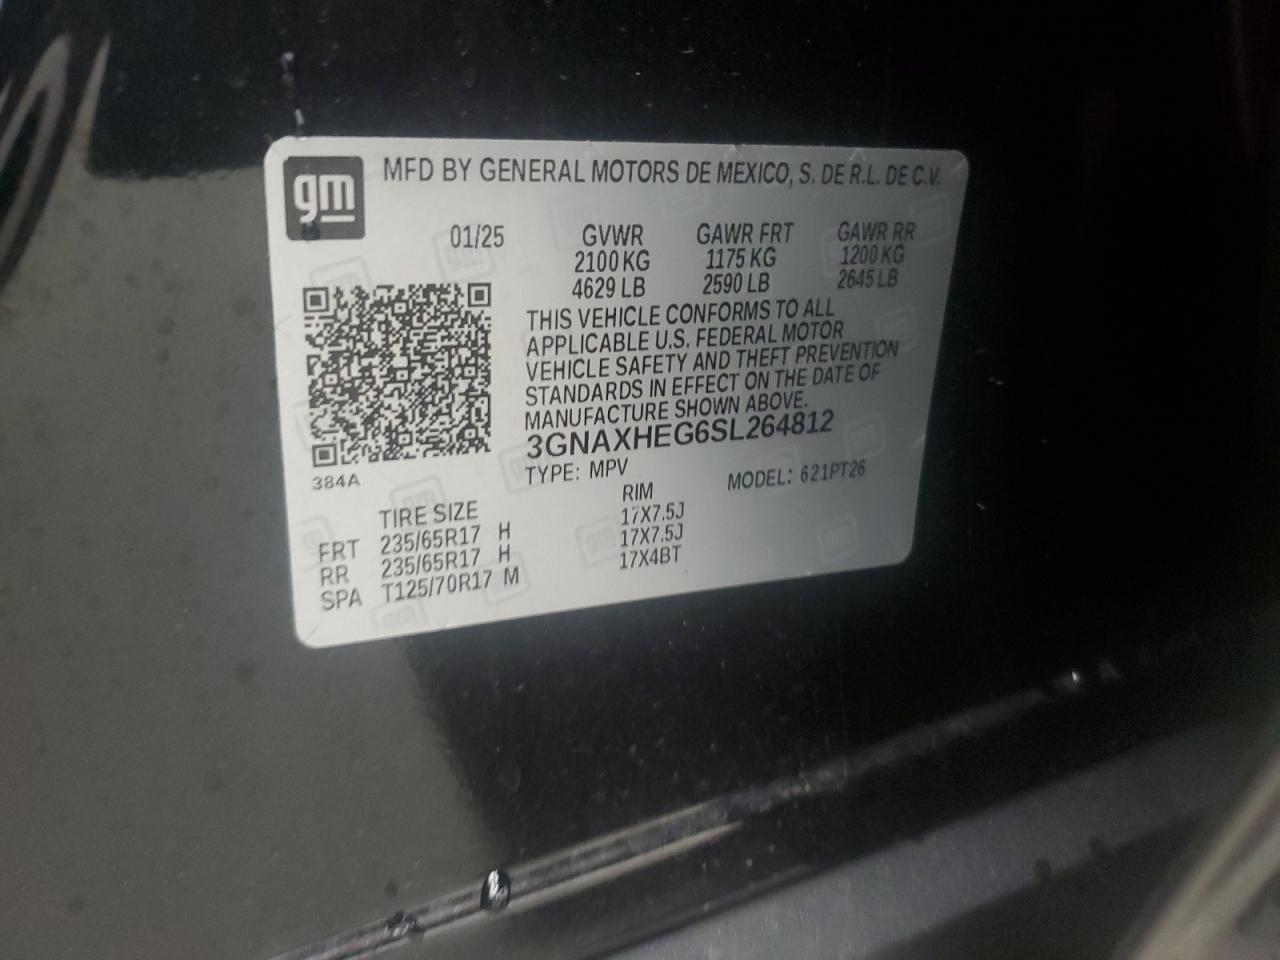 gm
MFD BY GENERAL MOTORS DE MEXICO, S. DE R.L. DE C.V.
01/25 GVWR GAWR FRT GAWR RR
2100 KG 1175 KG 1200 KG
4629 LB 2590 LB 2645 LB
THIS VEHICLE CONFORMS TO ALL
APPLICABLE U.S. FEDERAL MOTOR
VEHICLE SAFETY AND THEFT PREVENTION
STANDARDS IN EFFECT ON THE DATE OF
MANUFACTURE SHOWN ABOVE.
3GNAXHEG6SL264812
TYPE: MPV MODEL: 621PT26
384A
TIRE SIZE RIM
FRT 235/65R17 H 17X7.5J
RR 235/65R17 H 17X7.5J
SPA T125/70R17 M 17X4BT